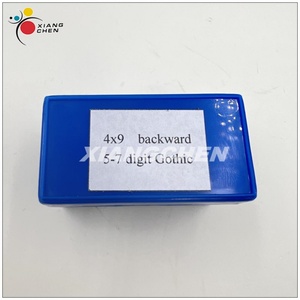 XIANG
CHEN
4x9 backward
XIANGCHEN
5-7 digit Gothic